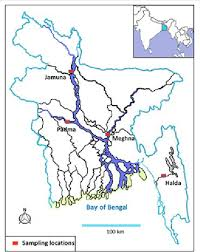 Jamuna
Padma
Meghna
Halda
Bay of Bengal
100 km
Sampling locations